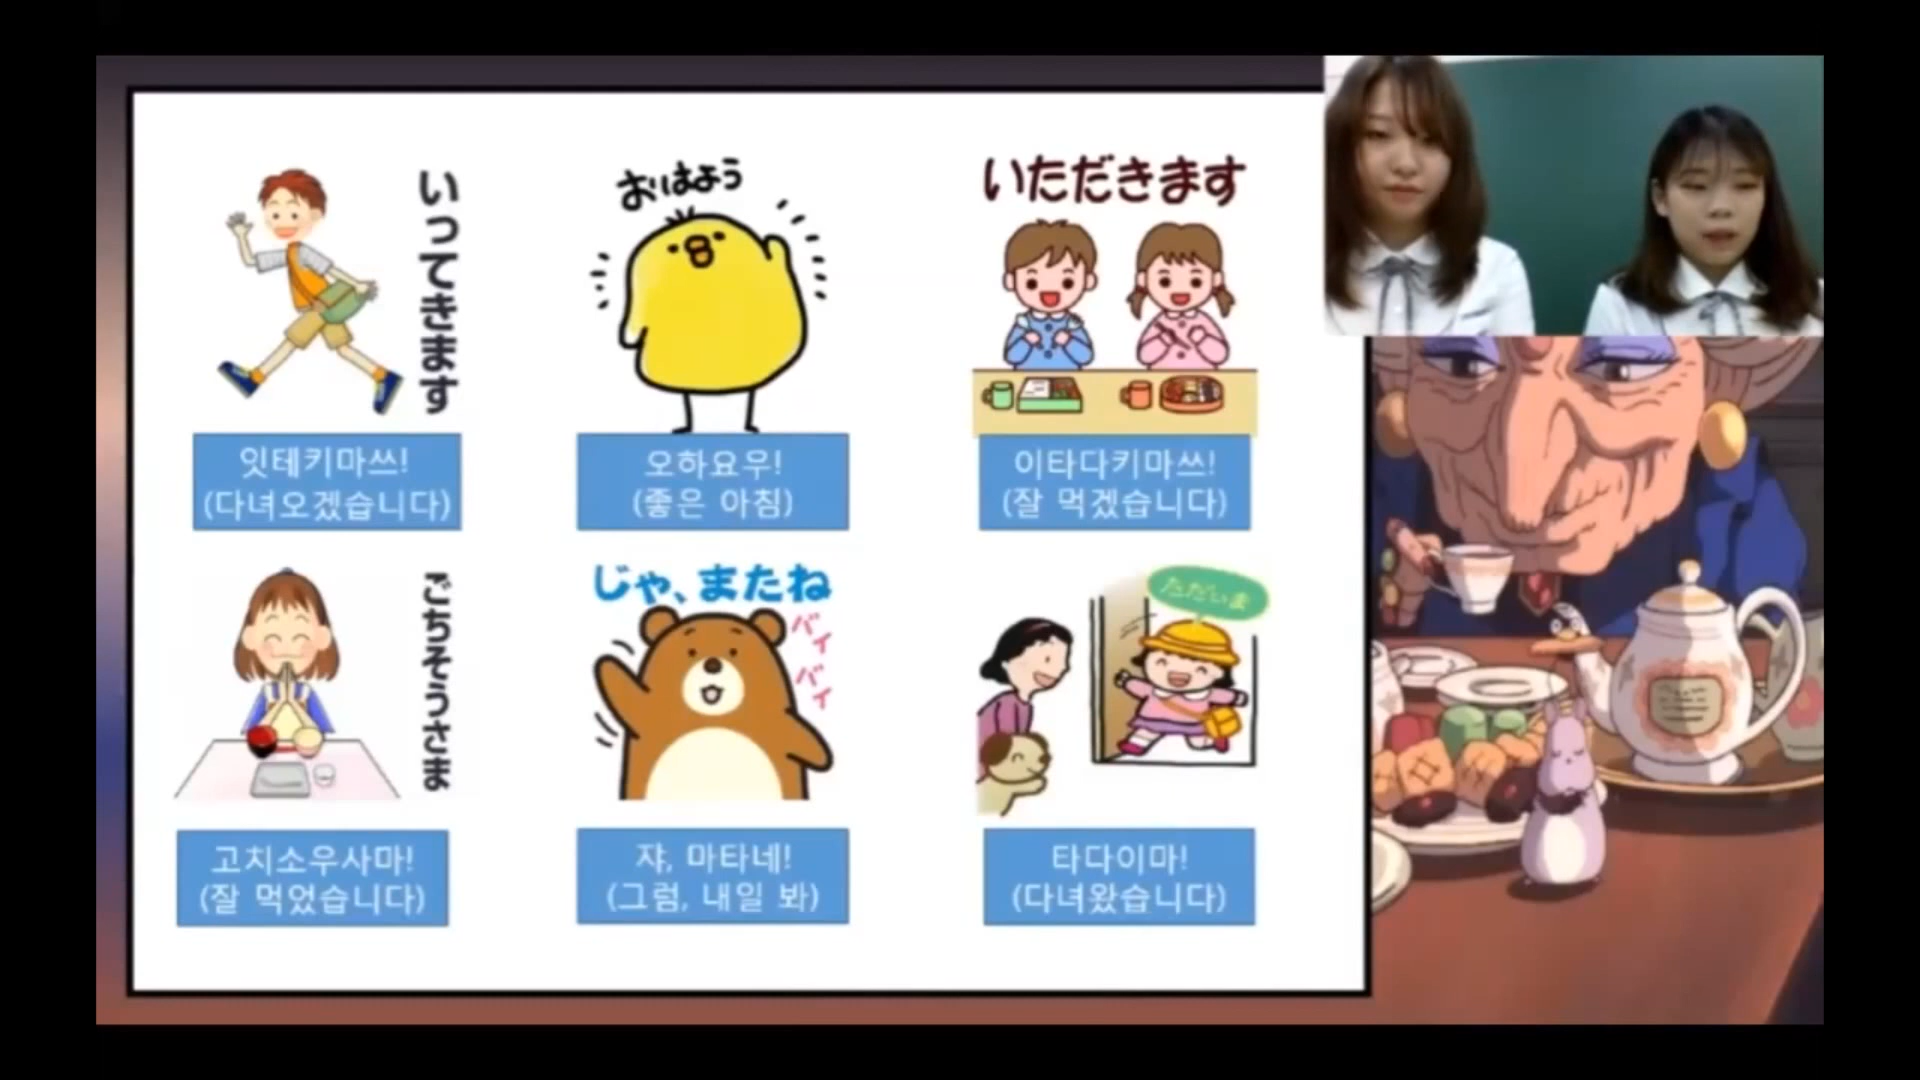 いってきます
おはよう
いただきます
잇테키마쓰!
(다녀오겠습니다)
오하요우!
(좋은 아침)
이타다키마쓰!
(잘 먹겠습니다)
ごちそうさま
じゃ、またね
バイ
バイ
ただいま
고치소우사마!
(잘 먹었습니다)
쟈, 마타네!
(그럼, 내일 봐)
타다이마!
(다녀왔습니다)